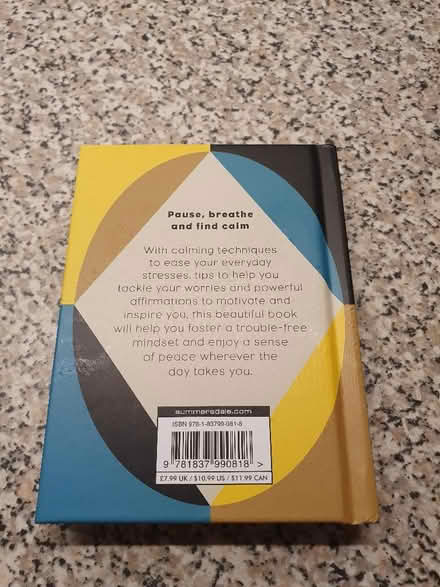 Pause, breathe
and find calm
With calming techniques
to ease your everyday
stresses, tips to help you
tackle your worries and powerful
affirmations to motivate and
inspire you, this beautiful book
will help you foster a trouble-free
mindset and enjoy a sense
of peace wherever the
day takes you.
summersdale.com
ISBN 978-1-83799-081-8
9 781837 990818 >
£7.99 UK / $10.99 US / $11.99 CAN